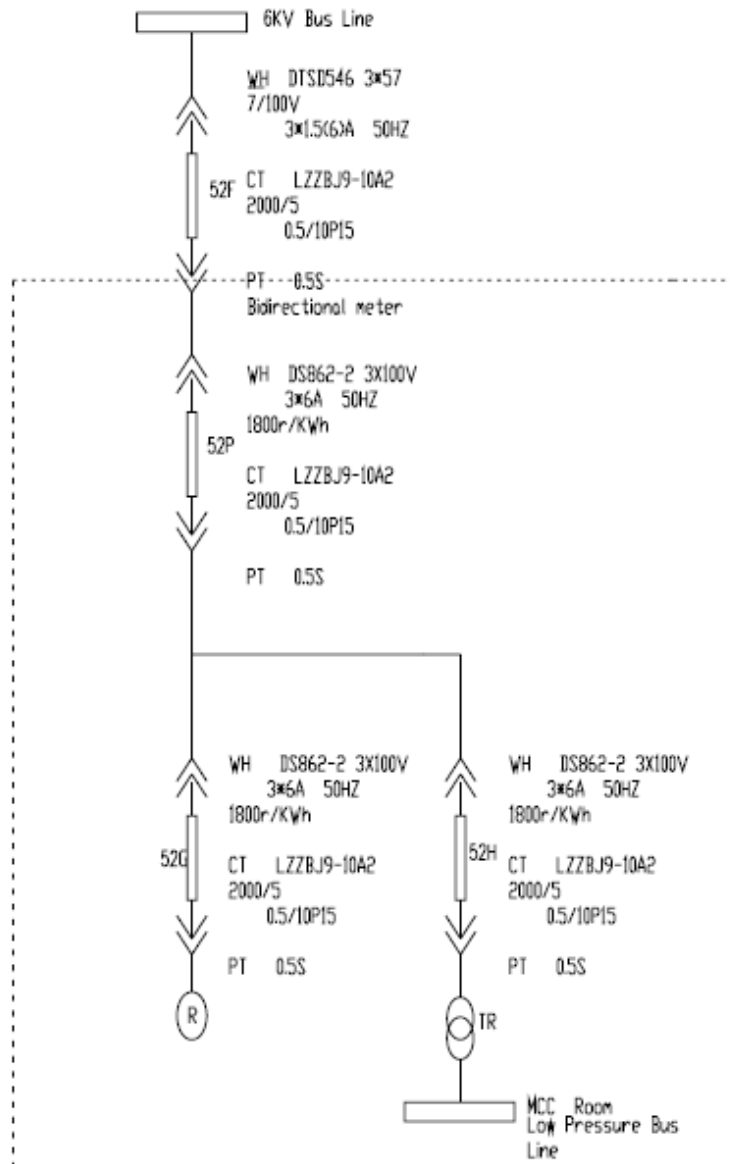 6KV Bus Line
WH DTSD546 3*57
7/100V
3*1.5(6)A 50HZ
52F
CT LZZBJ9-10A2
2000/5
0.5/10P15
PT 0.5S
Bidirectional meter
WH DS862-2 3X100V
3*6A 50HZ
1800r/KWh
52P
CT LZZBJ9-10A2
2000/5
0.5/10P15
PT 0.5S
WH DS862-2 3X100V
3*6A 50HZ
1800r/KWh
52G
CT LZZBJ9-10A2
2000/5
0.5/10P15
PT 0.5S
R
WH DS862-2 3X100V
3*6A 50HZ
1800r/KWh
52H
CT LZZBJ9-10A2
2000/5
0.5/10P15
PT 0.5S
TR
MCC Room
Low Pressure Bus
Line